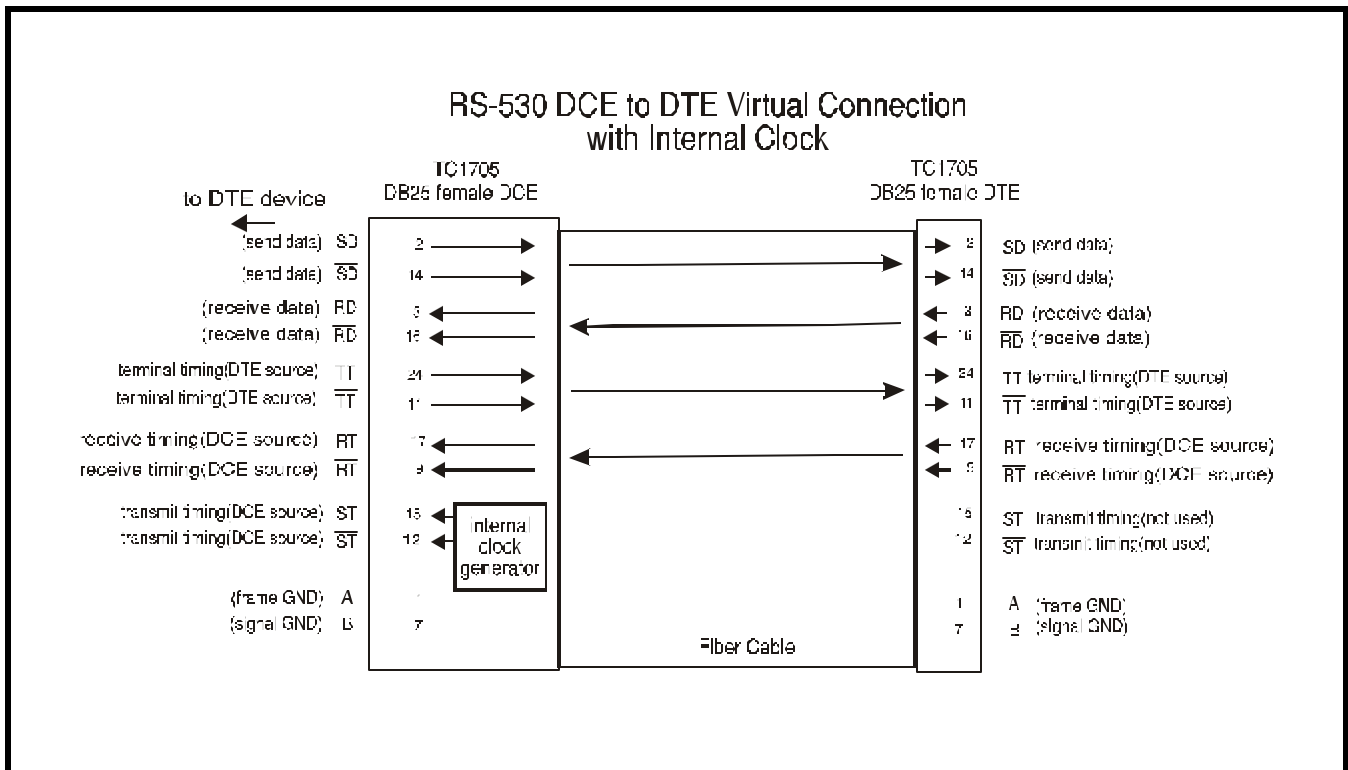 RS-530 DCE to DTE Virtual Connection
with Internal Clock
TC1705
DB25 female DCE
TC1705
DB25 female DTE
to DTE device
(send data) SD 2
2 SD (send data)
(send data) SD 14
14 SD (send data)
(receive data) RD 3
3 RD (receive data)
(receive data) RD 16
16 RD (receive data)
terminal timing(DTE source) TT 24
24 TT terminal timing(DTE source)
terminal timing(DTE source) TT 11
11 TT terminal timing(DTE source)
receive timing(DCE source) RT 17
17 RT receive timing(DCE source)
receive timing(DCE source) RT 9
RT receive timing(DCE source)
transmit timing(DCE source) ST 15
15 ST transmit timing(not used)
transmit timing(DCE source) ST 12
12 ST transmit timing(not used)
internal
clock
generator
(frame GND) A
1 A (frame GND)
(signal GND) B 7
7 B (signal GND)
Fiber Cable